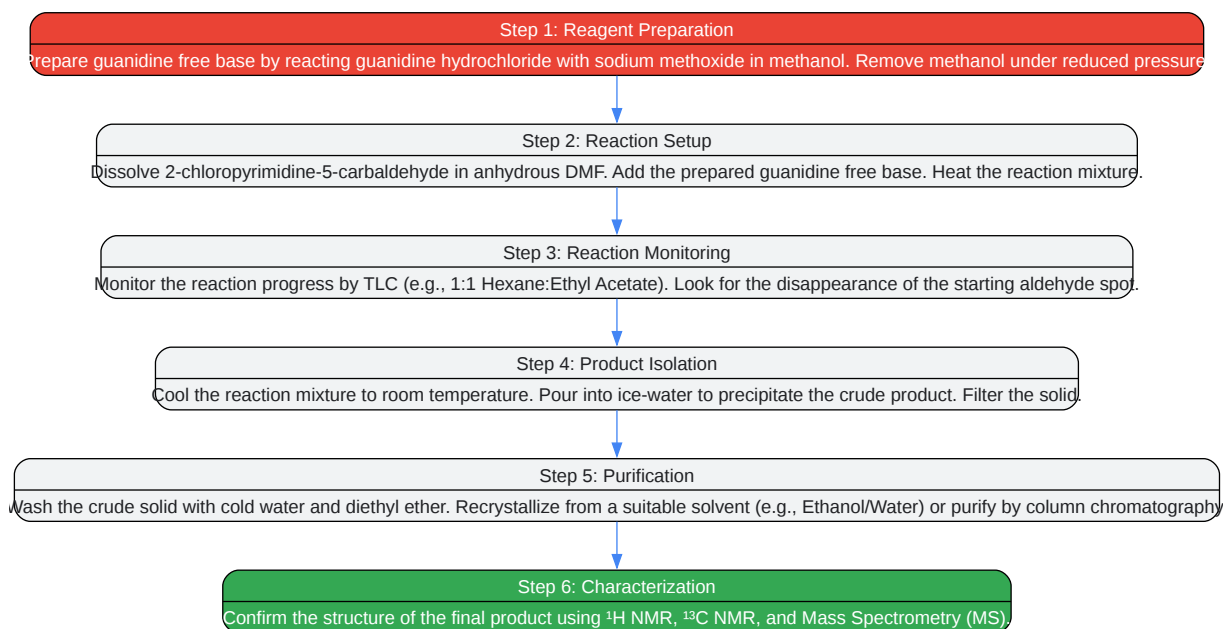 Step 1: Reagent Preparation
Prepare guanidine free base by reacting guanidine hydrochloride with sodium methoxide in methanol. Remove methanol under reduced pressure
Step 2: Reaction Setup
Dissolve 2-chloropyrimidine-5-carbaldehyde in anhydrous DMF. Add the prepared guanidine free base. Heat the reaction mixture.
Step 3: Reaction Monitoring
Monitor the reaction progress by TLC (e.g., 1:1 Hexane:Ethyl Acetate). Look for the disappearance of the starting aldehyde spot.
Step 4: Product Isolation
Cool the reaction mixture to room temperature. Pour into ice-water to precipitate the crude product. Filter the solid.
Step 5: Purification
Wash the crude solid with cold water and diethyl ether. Recrystallize from a suitable solvent (e.g., Ethanol/Water) or purify by column chromatography
Step 6: Characterization
Confirm the structure of the final product using ¹H NMR, ¹³C NMR, and Mass Spectrometry (MS).